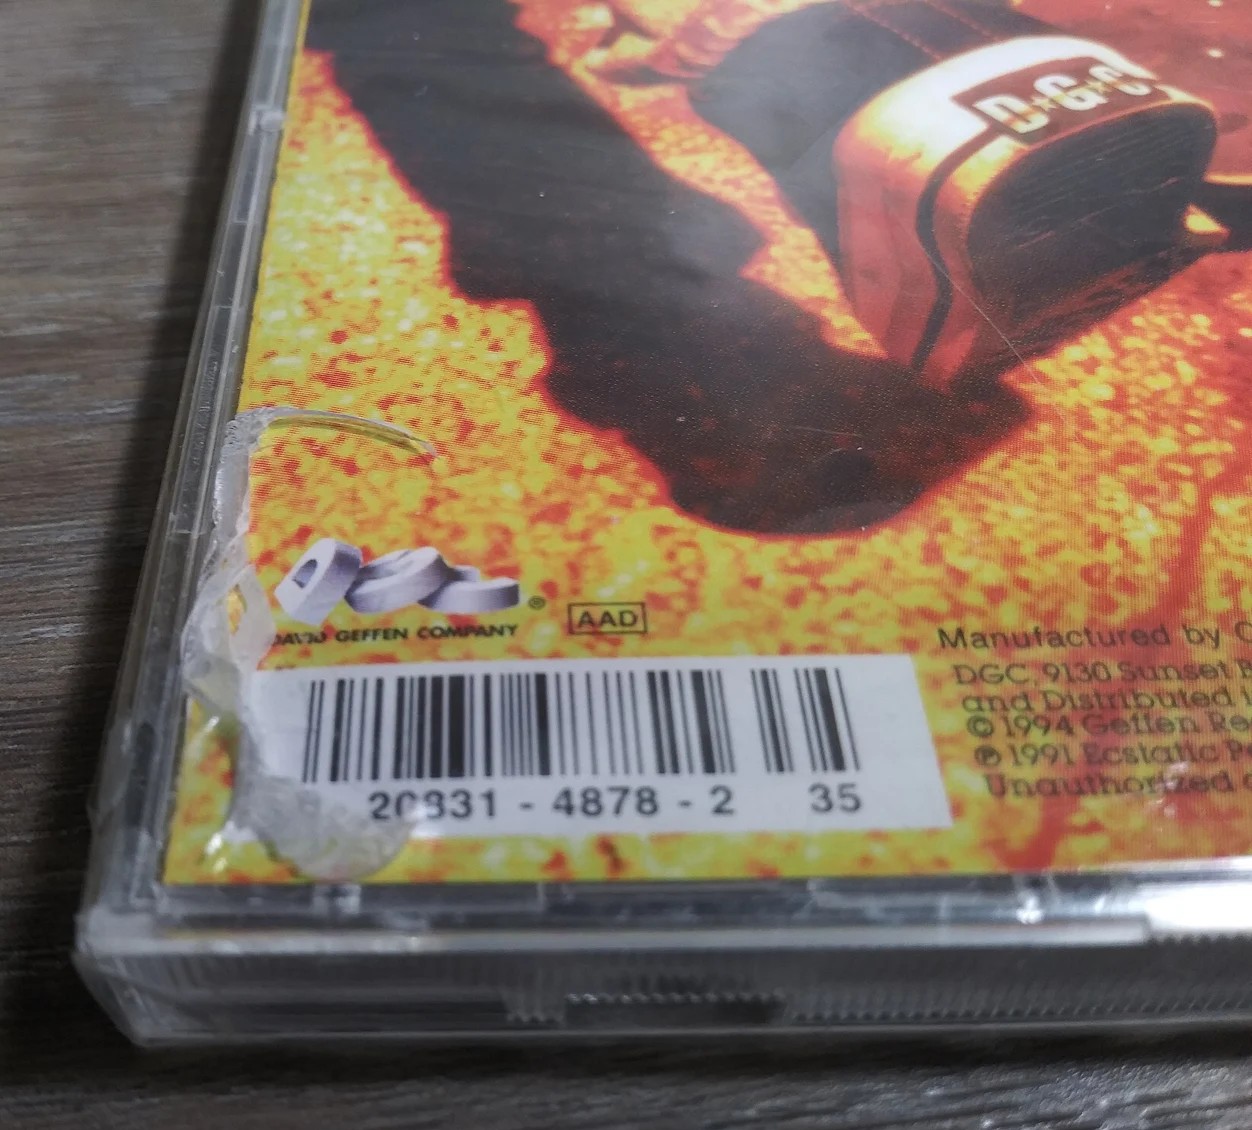 D★G★C
DAVID GEFFEN COMPANY
AAD
Manufactured by
DGC, 9130 Sunset
and Distributed
© 1994 Geffen
℗ 1991 Ecstatic
Unauthorized
20831 - 4878 - 2 35